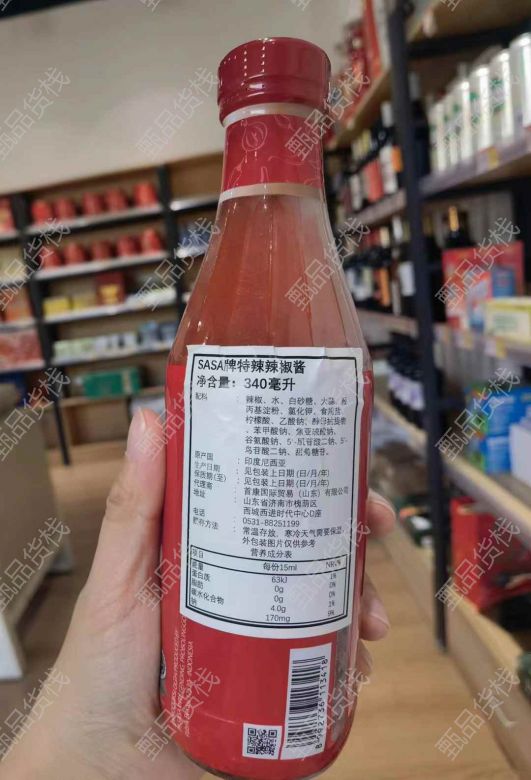 SASA牌特辣辣椒酱
净含量: 340毫升
配料 : 辣椒、水、白砂糖、大蒜、羟
丙基淀粉、氯化钾、食用盐、
柠檬酸、乙酸钠、
、苯甲酸钠、焦亚硫酸钠、
谷氨酸钠、5'-肌苷酸二钠、5'-
鸟苷酸二钠、甜菊糖苷。
原产国 : 印度尼西亚
生产日期 : 见包装上日期 (日/月/年)
保质期(至) : 见包装上日期 (日/月/年)
代理商 : 首康国际贸易（山东）有限公司
地址 : 山东省济南市槐荫区
西城西进时代中心D座
电话 : 0531-88251199
贮存方法 : 常温存放，寒冷天气需要保温.
外包装图片仅供参考
营养成分表
项目 每份15ml NRV%
能量 63kJ 1%
蛋白质 0g 0%
脂肪 0g 0%
碳水化合物 4.0g 1%
钠 170mg 9%
INDONESIA
8992736113418
甄品货栈